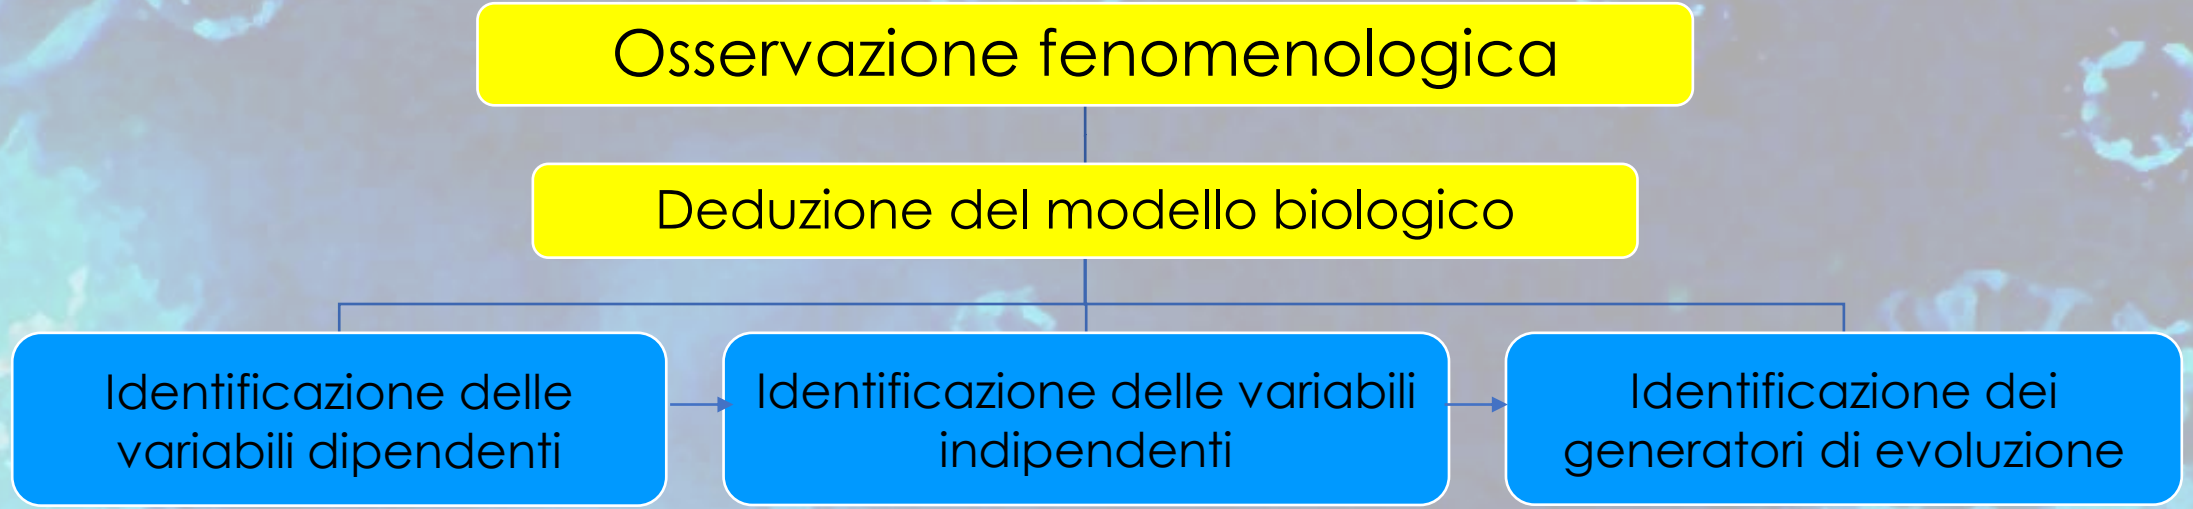 Osservazione fenomenologica
Deduzione del modello biologico
Identificazione delle
variabili dipendenti
Identificazione delle variabili
indipendenti
Identificazione dei
generatori di evoluzione